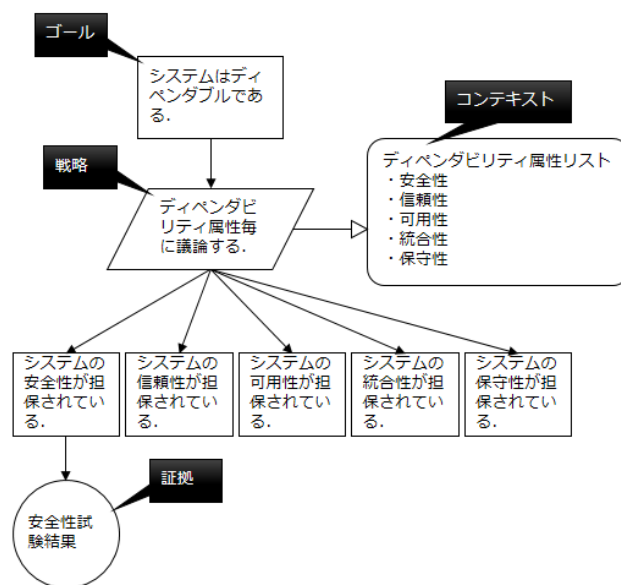 ゴール
システムはディ
ペンダブルであ
る.
コンテキスト
戦略
ディペンダビリティ属性リスト
・安全性
・信頼性
・可用性
・統合性
・保守性
ディペンダビ
リティ属性毎
に議論する.
システムの
安全性が担
保されてい
る.
システムの
信頼性が担
保されてい
る.
システムの
可用性が担
保されてい
る.
システムの
統合性が担
保されてい
る.
システムの
保守性が担
保されてい
る.
証拠
安全性試
験結果